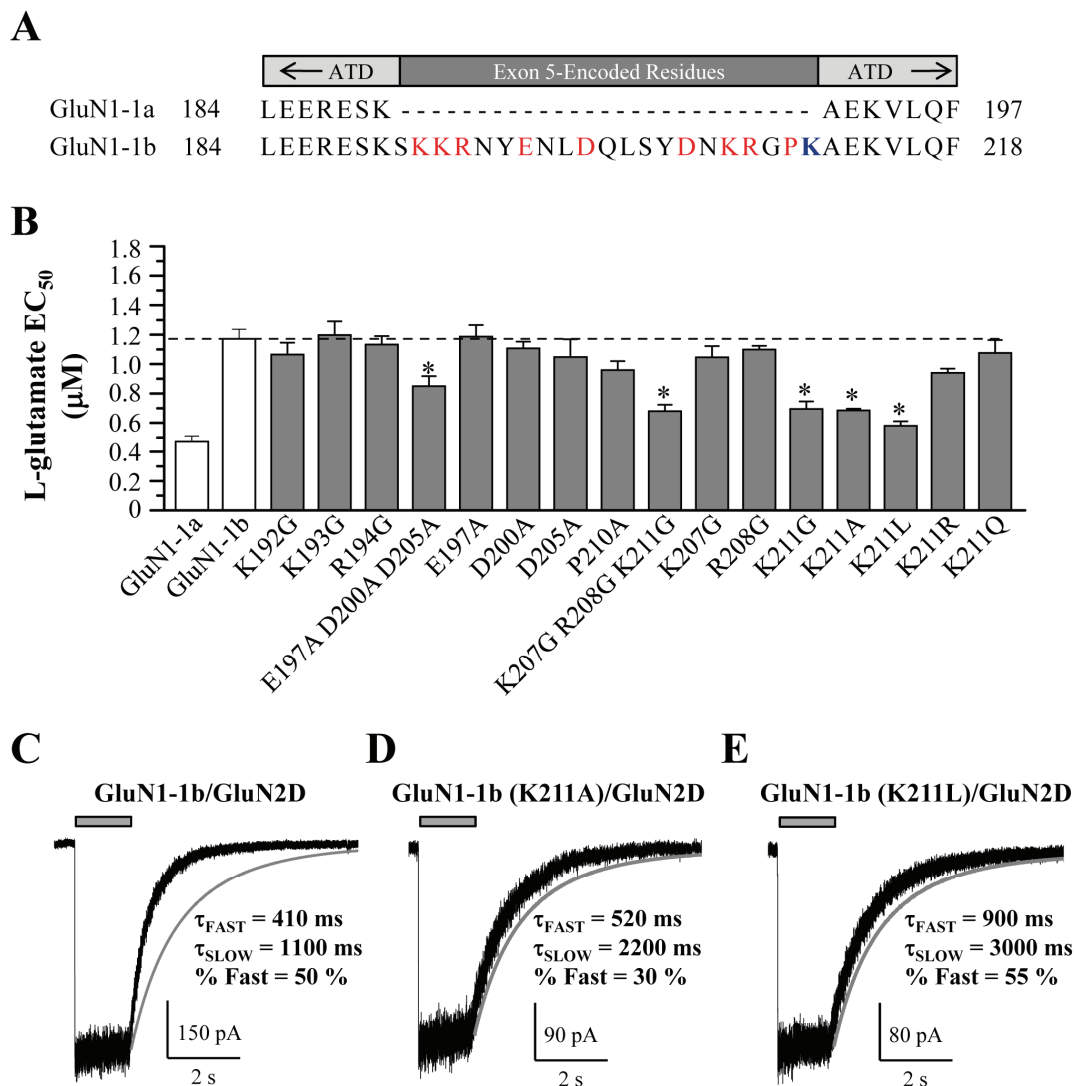 A
← ATD Exon 5-Encoded Residues ATD →
GluN1-1a 184 LEERESK - - - - - - - - - - - - - - - - - - - - - AEKVLQF 197
GluN1-1b 184 LEERESKSKKRNYENLDQLSYDNKRGPKAEKVLQF 218
B
L-glutamate EC50
(µM)
1.8
1.6
1.4
1.2
1.0
0.8
0.6
0.4
0.2
0
* * * * *
GluN1-1a
GluN1-1b
K192G
K193G
R194G
E197A D200A D205A
E197A
D200A
D205A
P210A
K207G R208G K211G
K207G
R208G
K211G
K211A
K211L
K211R
K211Q
C
GluN1-1b/GluN2D
τFAST = 410 ms
τSLOW = 1100 ms
% Fast = 50 %
150 pA
2 s
D
GluN1-1b (K211A)/GluN2D
τFAST = 520 ms
τSLOW = 2200 ms
% Fast = 30 %
90 pA
2 s
E
GluN1-1b (K211L)/GluN2D
τFAST = 900 ms
τSLOW = 3000 ms
% Fast = 55 %
80 pA
2 s